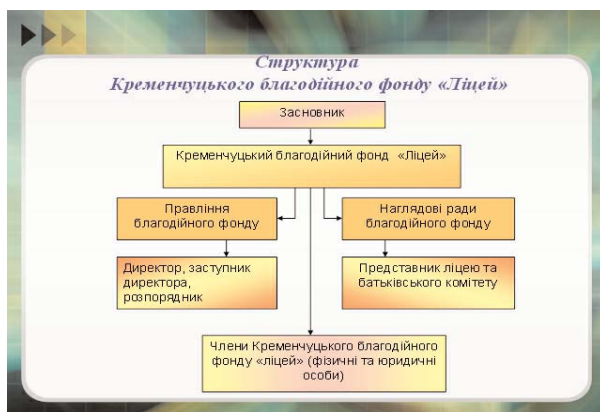 Структура
Кременчуцького благодійного фонду «Ліцей»
Засновник
Кременчуцький благодійний фонд «Ліцей»
Правління
благодійного фонду
Наглядові ради
благодійного фонду
Директор, заступник
директора,
розпорядник
Представник ліцею та
батьківського комітету
Члени Кременчуцького благодійного
фонду «ліцей» (фізичні та юридичні
особи)